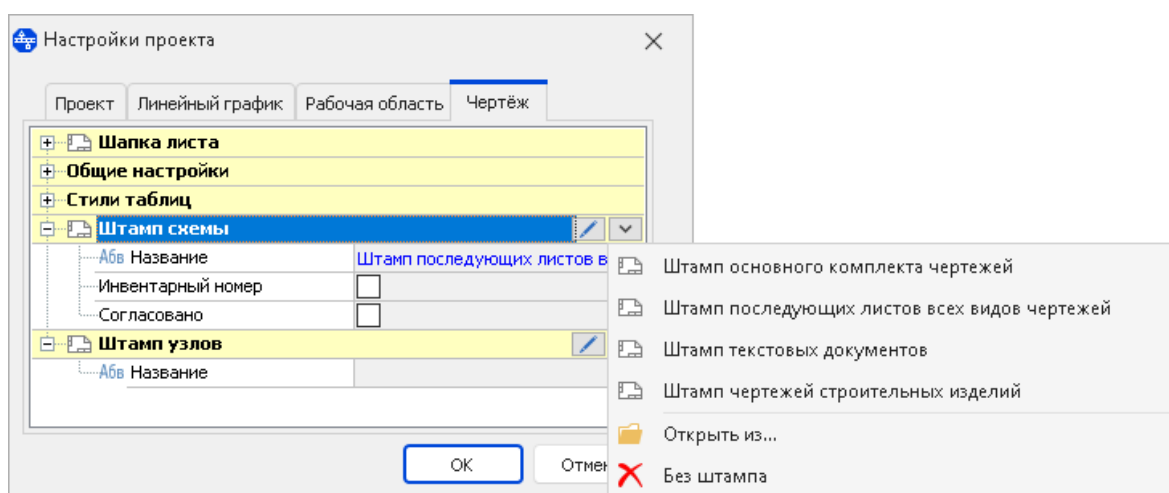 Настройки проекта
Проект Линейный график Рабочая область Чертёж
Шапка листа
Общие настройки
Стили таблиц
Штамп схемы
Абв Название Штамп последующих листов в
Инвентарный номер
Согласовано
Штамп узлов
Абв Название
OK Отмен
Штамп основного комплекта чертежей
Штамп последующих листов всех видов чертежей
Штамп текстовых документов
Штамп чертежей строительных изделий
Открыть из...
Без штампа